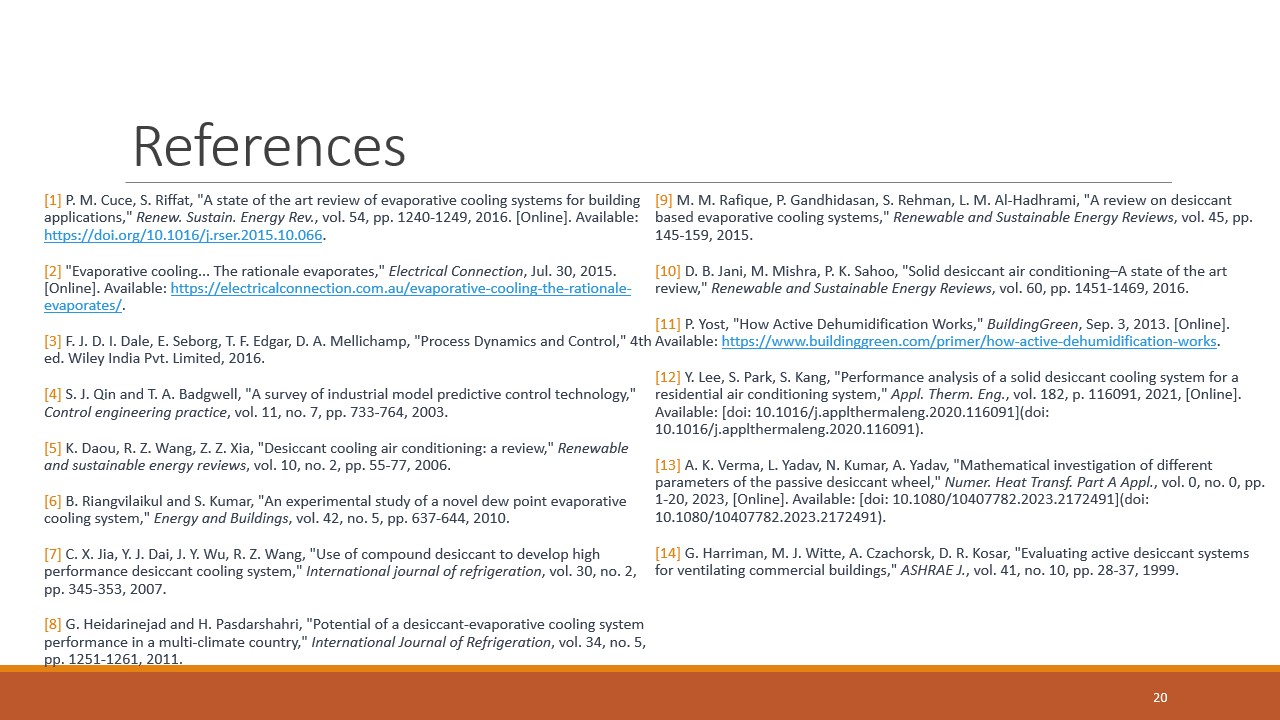 References
[1] P. M. Cuce, S. Riffat, "A state of the art review of evaporative cooling systems for building
applications," Renew. Sustain. Energy Rev., vol. 54, pp. 1240-1249, 2016. [Online]. Available:
https://doi.org/10.1016/j.rser.2015.10.066.
[2] "Evaporative cooling... The rationale evaporates," Electrical Connection, Jul. 30, 2015.
[Online]. Available: https://electricalconnection.com.au/evaporative-cooling-the-rationale-
evaporates/.
[3] F. J. D. I. Dale, E. Seborg, T. F. Edgar, D. A. Mellichamp, "Process Dynamics and Control," 4th
ed. Wiley India Pvt. Limited, 2016.
[4] S. J. Qin and T. A. Badgwell, "A survey of industrial model predictive control technology,"
Control engineering practice, vol. 11, no. 7, pp. 733-764, 2003.
[5] K. Daou, R. Z. Wang, Z. Z. Xia, "Desiccant cooling air conditioning: a review," Renewable
and sustainable energy reviews, vol. 10, no. 2, pp. 55-77, 2006.
[6] B. Riangvilaikul and S. Kumar, "An experimental study of a novel dew point evaporative
cooling system," Energy and Buildings, vol. 42, no. 5, pp. 637-644, 2010.
[7] C. X. Jia, Y. J. Dai, J. Y. Wu, R. Z. Wang, "Use of compound desiccant to develop high
performance desiccant cooling system," International journal of refrigeration, vol. 30, no. 2,
pp. 345-353, 2007.
[8] G. Heidarinejad and H. Pasdarshahri, "Potential of a desiccant-evaporative cooling system
performance in a multi-climate country," International Journal of Refrigeration, vol. 34, no. 5,
pp. 1251-1261, 2011.
[9] M. M. Rafique, P. Gandhidasan, S. Rehman, L. M. Al-Hadhrami, "A review on desiccant
based evaporative cooling systems," Renewable and Sustainable Energy Reviews, vol. 45, pp.
145-159, 2015.
[10] D. B. Jani, M. Mishra, P. K. Sahoo, "Solid desiccant air conditioning–A state of the art
review," Renewable and Sustainable Energy Reviews, vol. 60, pp. 1451-1469, 2016.
[11] P. Yost, "How Active Dehumidification Works," BuildingGreen, Sep. 3, 2013. [Online].
Available: https://www.buildinggreen.com/primer/how-active-dehumidification-works.
[12] Y. Lee, S. Park, S. Kang, "Performance analysis of a solid desiccant cooling system for a
residential air conditioning system," Appl. Therm. Eng., vol. 182, p. 116091, 2021, [Online].
Available: [doi: 10.1016/j.applthermaleng.2020.116091](doi:
10.1016/j.applthermaleng.2020.116091).
[13] A. K. Verma, L. Yadav, N. Kumar, A. Yadav, "Mathematical investigation of different
parameters of the passive desiccant wheel," Numer. Heat Transf. Part A Appl., vol. 0, no. 0, pp.
1-20, 2023, [Online]. Available: [doi: 10.1080/10407782.2023.2172491](doi:
10.1080/10407782.2023.2172491).
[14] G. Harriman, M. J. Witte, A. Czachorsk, D. R. Kosar, "Evaluating active desiccant systems
for ventilating commercial buildings," ASHRAE J., vol. 41, no. 10, pp. 28-37, 1999.
20